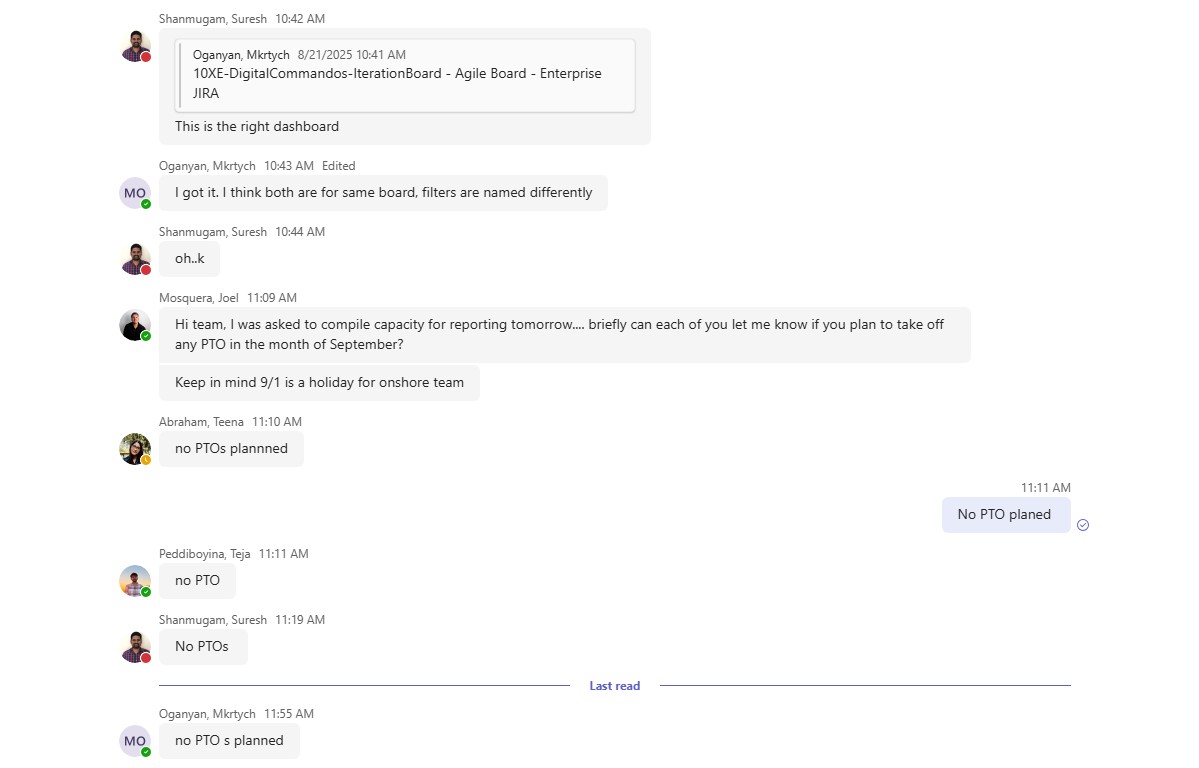 Shanmugam, Suresh 10:42 AM
Oganyan, Mkrtych 8/21/2025 10:41 AM
10XE-DigitalCommandos-IterationBoard - Agile Board - Enterprise
JIRA
This is the right dashboard
Oganyan, Mkrtych 10:43 AM Edited
MO
I got it. I think both are for same board, filters are named differently
Shanmugam, Suresh 10:44 AM
oh..k
Mosquera, Joel 11:09 AM
Hi team, I was asked to compile capacity for reporting tomorrow.... briefly can each of you let me know if you plan to take off
any PTO in the month of September?
Keep in mind 9/1 is a holiday for onshore team
Abraham, Teena 11:10 AM
no PTOs plannned
11:11 AM
No PTO planed
Peddiboyina, Teja 11:11 AM
no PTO
Shanmugam, Suresh 11:19 AM
No PTOs
Last read
Oganyan, Mkrtych 11:55 AM
MO
no PTO s planned